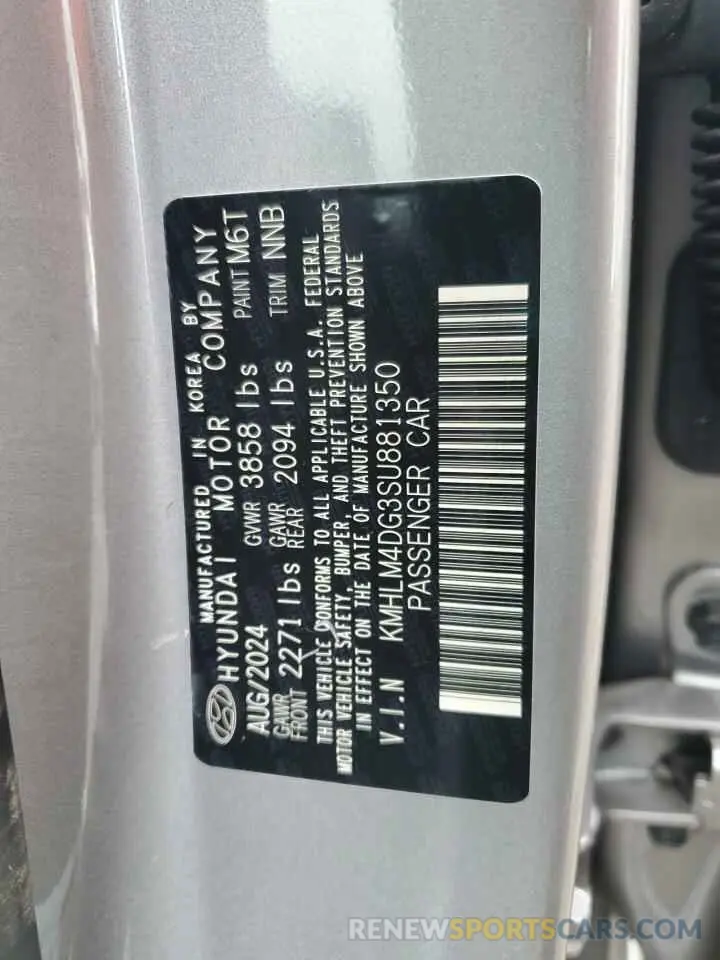 MANUFACTURED IN KOREA BY
HYUNDAI MOTOR COMPANY
AUG/2024 GVWR 3858 lbs PAINT M6T
GAWR FRONT 2271 lbs GAWR REAR 2094 lbs TRIM NNB
THIS VEHICLE CONFORMS TO ALL APPLICABLE U.S.A. FEDERAL
MOTOR VEHICLE SAFETY, BUMPER, AND THEFT PREVENTION STANDARDS
IN EFFECT ON THE DATE OF MANUFACTURE SHOWN ABOVE
V.I.N KMHLM4DG3SU881350
PASSENGER CAR
RENEWSPORTSCARS.COM